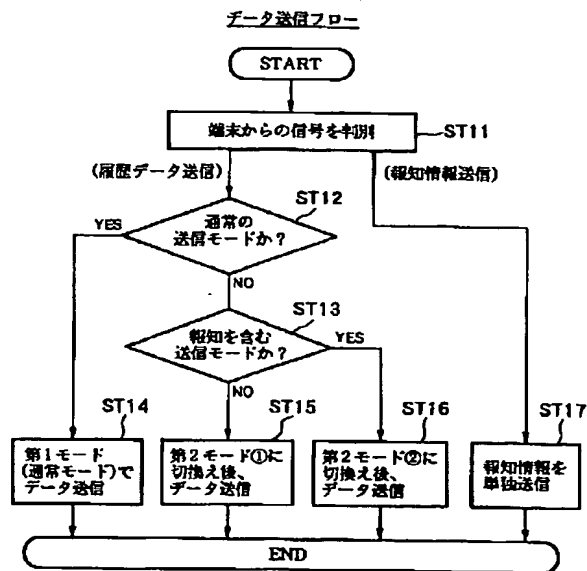 データ送信フロー
START
端末からの信号を判別
ST11
(履歴データ送信)
(報知情報送信)
ST12
通常の
送信モードか？
YES
NO
ST13
報知を含む
送信モードか？
YES
NO
ST14
第1モード
(通常モード)で
データ送信
ST15
第2モード①に
切換え後、
データ送信
ST16
第2モード②に
切換え後、
データ送信
ST17
報知情報を
単独送信
END